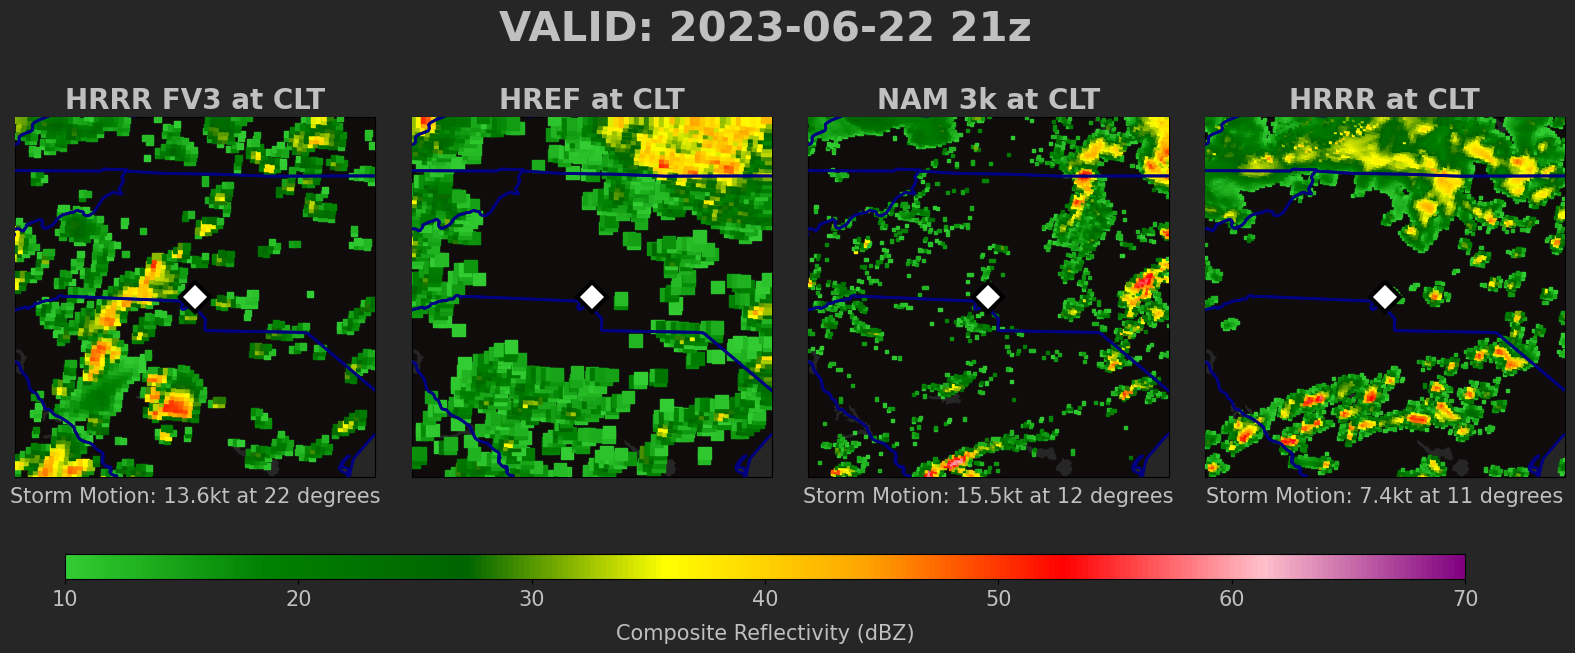 VALID: 2023-06-22 21z
HRRR FV3 at CLT
HREF at CLT
NAM 3k at CLT
HRRR at CLT
Storm Motion: 13.6kt at 22 degrees
Storm Motion: 15.5kt at 12 degrees
Storm Motion: 7.4kt at 11 degrees
10 20 30 40 50 60 70
Composite Reflectivity (dBZ)